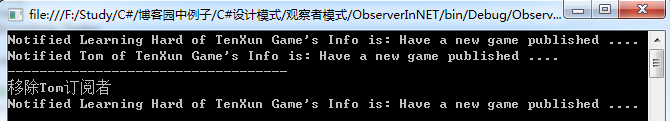 file:///F:/Study/C#/博客园中例子/C#设计模式/观察者模式/ObserverInNET/bin/Debug/Observ...
Notified Learning Hard of TenXun Game's Info is: Have a new game published ....
Notified Tom of TenXun Game's Info is: Have a new game published ....
-----------------------------------
移除Tom订阅者
Notified Learning Hard of TenXun Game's Info is: Have a new game published ....